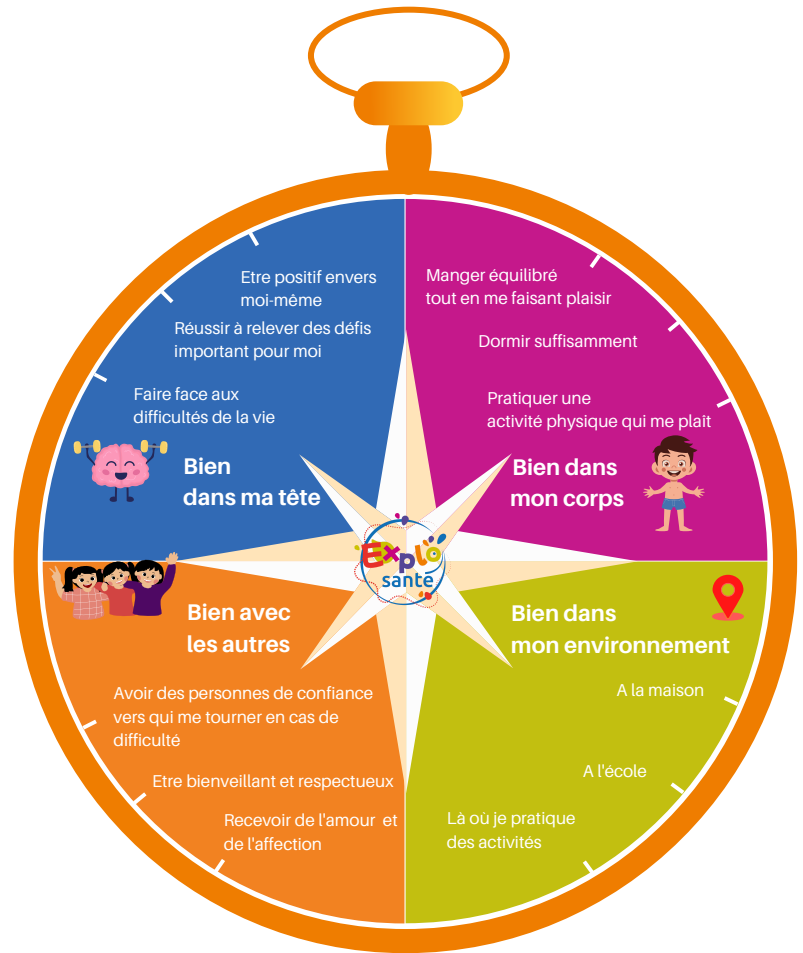 Etre positif envers
moi-même
Réussir à relever des défis
important pour moi
Faire face aux
difficultés de la vie
Bien
dans ma tête
Manger équilibré
tout en me faisant plaisir
Dormir suffisamment
Pratiquer une
activité physique qui me plait
Bien dans
mon corps
Explo
santé
Bien avec
les autres
Avoir des personnes de confiance
vers qui me tourner en cas de
difficulté
Etre bienveillant et respectueux
Recevoir de l'amour et
de l'affection
Bien dans
mon environnement
A la maison
A l'école
Là où je pratique
des activités